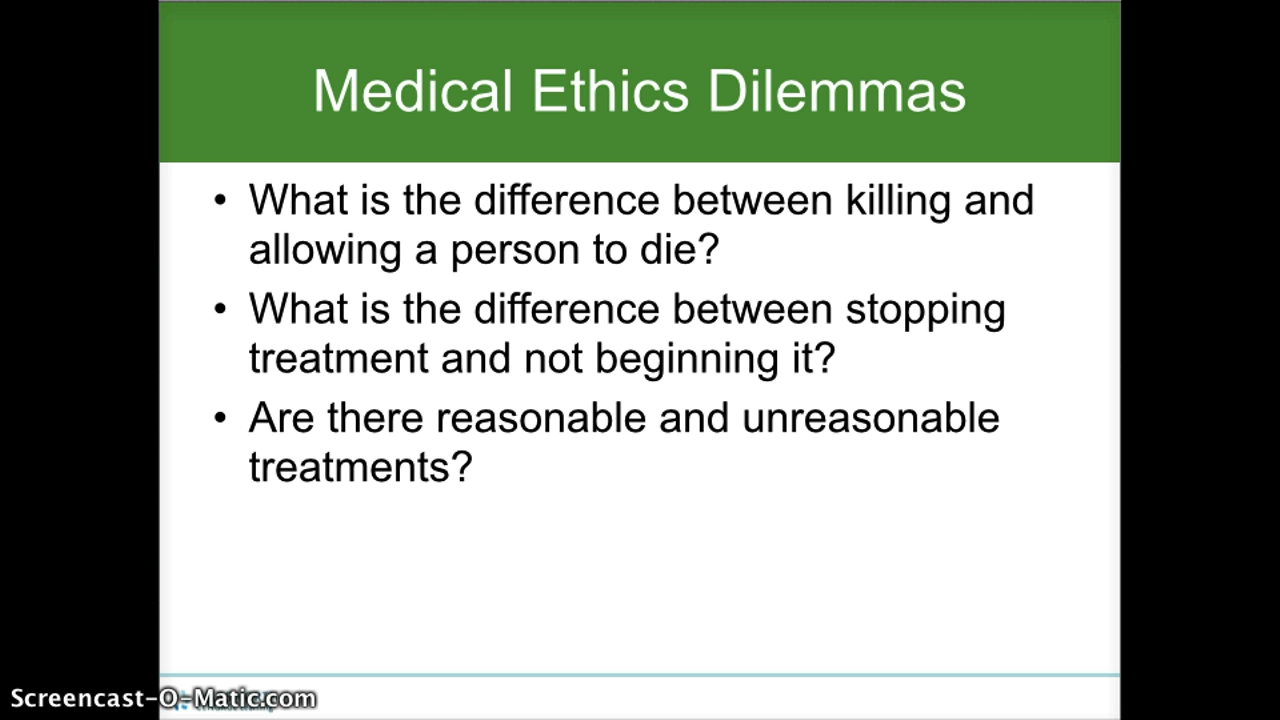 Medical Ethics Dilemmas
• What is the difference between killing and
allowing a person to die?
• What is the difference between stopping
treatment and not beginning it?
• Are there reasonable and unreasonable
treatments?
Screencast-O-Matic.com